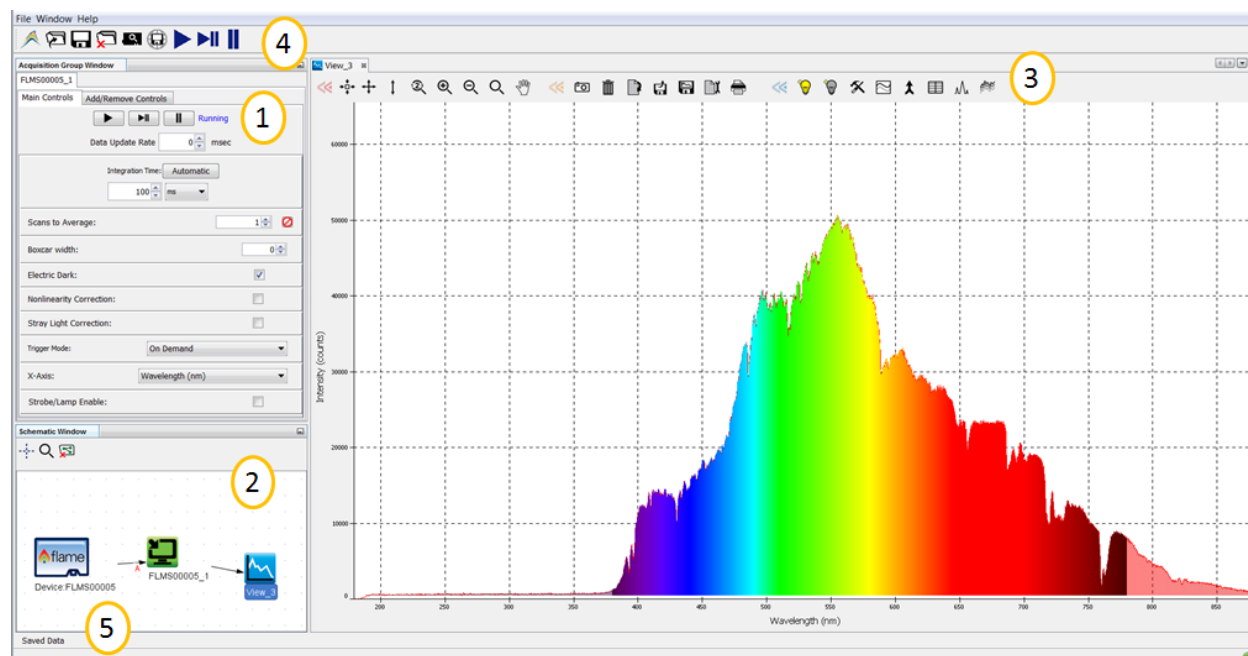 File Window Help
4
Acquisition Group Window
FLMS00005_1
Main Controls Add/Remove Controls
Running
1
Data Update Rate 0 msec
Integration Time: Automatic
100 ms
Scans to Average: 1
Boxcar width: 0
Electric Dark:
Nonlinearity Correction:
Stray Light Correction:
Trigger Mode: On Demand
X-Axis: Wavelength (nm)
Strobe/Lamp Enable:
Schematic Window
2
flame
A
Device:FLMS00005
FLMS00005_1
View_3
5
Saved Data
View_3
3
60000
50000
40000
30000
20000
10000
0
Intensity (counts)
200 250 300 350 400 450 500 550 600 650 700 750 800 850
Wavelength (nm)